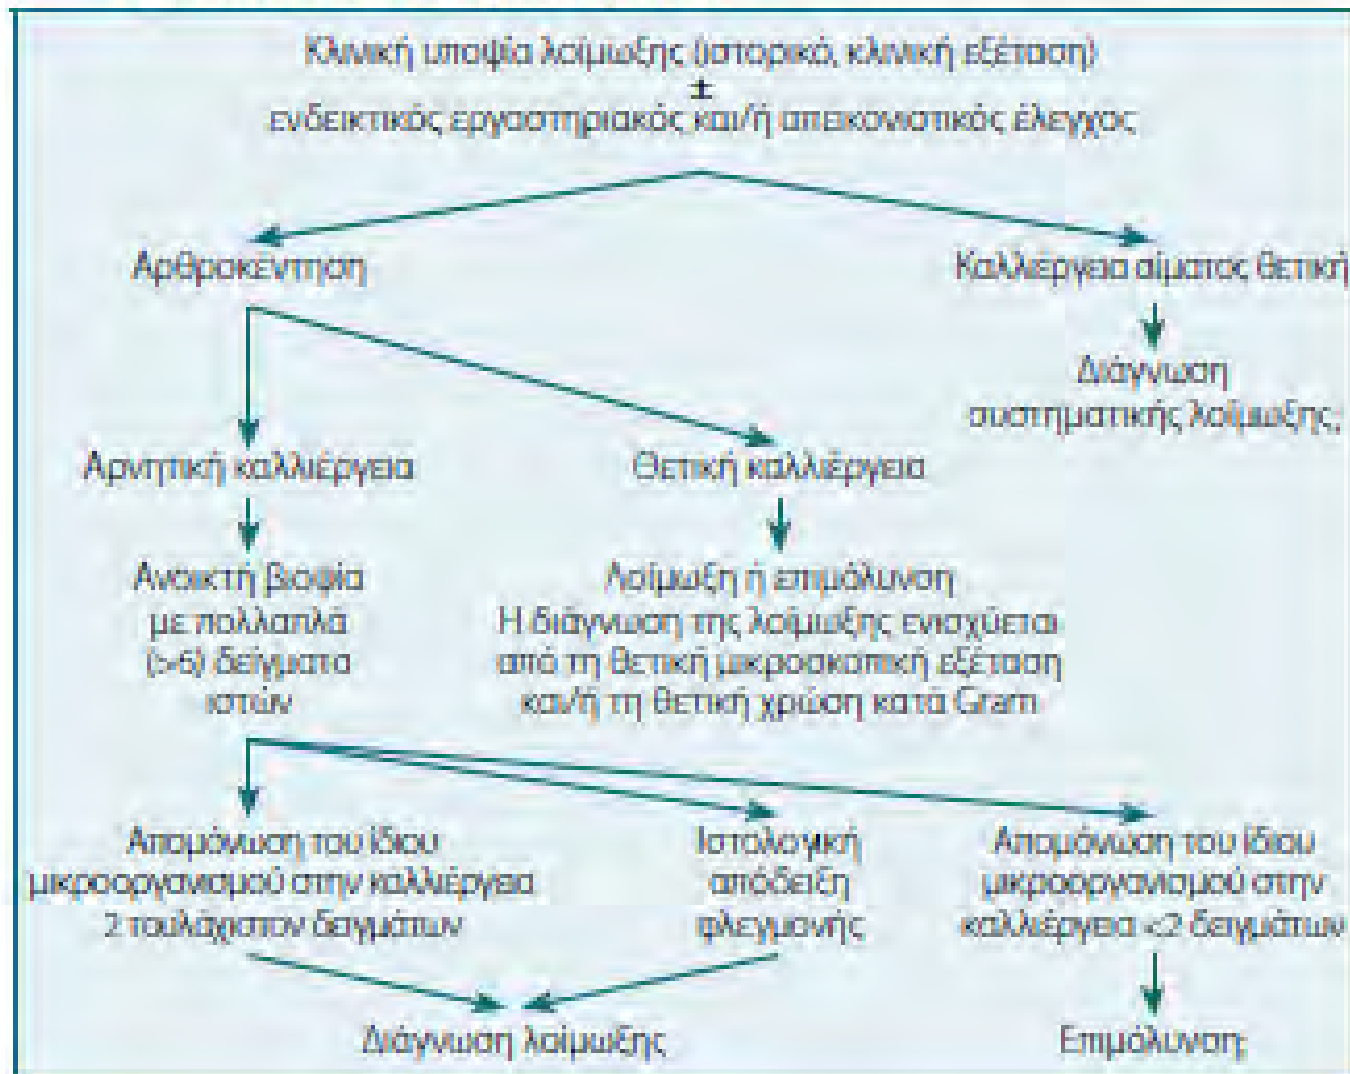 Κλινική υποψία λοίμωξης (ιστορικό, κλινική εξέταση)
±
ενδεικτικός εργαστηριακός και/ή απεικονιστικός έλεγχος
Αρθροκέντηση
Καλλιέργεια αίματος θετική
Διάγνωση
συστηματικής λοίμωξης;
Αρνητική καλλιέργεια
Θετική καλλιέργεια
Ανοικτή βιοψία
με πολλαπλά
(>6) δείγματα
ιστών
Λοίμωξη ή επιμόλυνση
Η διάγνωση της λοίμωξης ενισχύεται
από τη θετική μικροσκοπική εξέταση
και/ή τη θετική χρώση κατά Gram
Απομόνωση του ίδιου
μικροοργανισμού στην καλλιέργεια
2 τουλάχιστον δειγμάτων
Ιστολογική
απόδειξη
φλεγμονής
Απομόνωση του ίδιου
μικροοργανισμού στην
καλλιέργεια <2 δειγμάτων
Διάγνωση λοίμωξης
Επιμόλυνση;